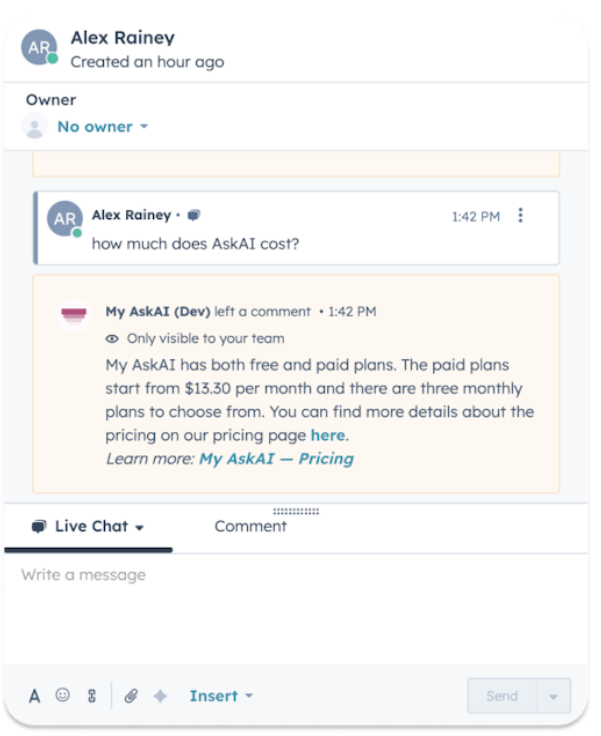 AR
Alex Rainey
Created an hour ago
Owner
No owner
AR
Alex Rainey •
1:42 PM
how much does AskAI cost?
My AskAI (Dev) left a comment • 1:42 PM
Only visible to your team
My AskAI has both free and paid plans. The paid plans
start from $13.30 per month and there are three monthly
plans to choose from. You can find more details about the
pricing on our pricing page here.
Learn more: My AskAI — Pricing
Live Chat
Comment
Write a message
A
Insert
Send